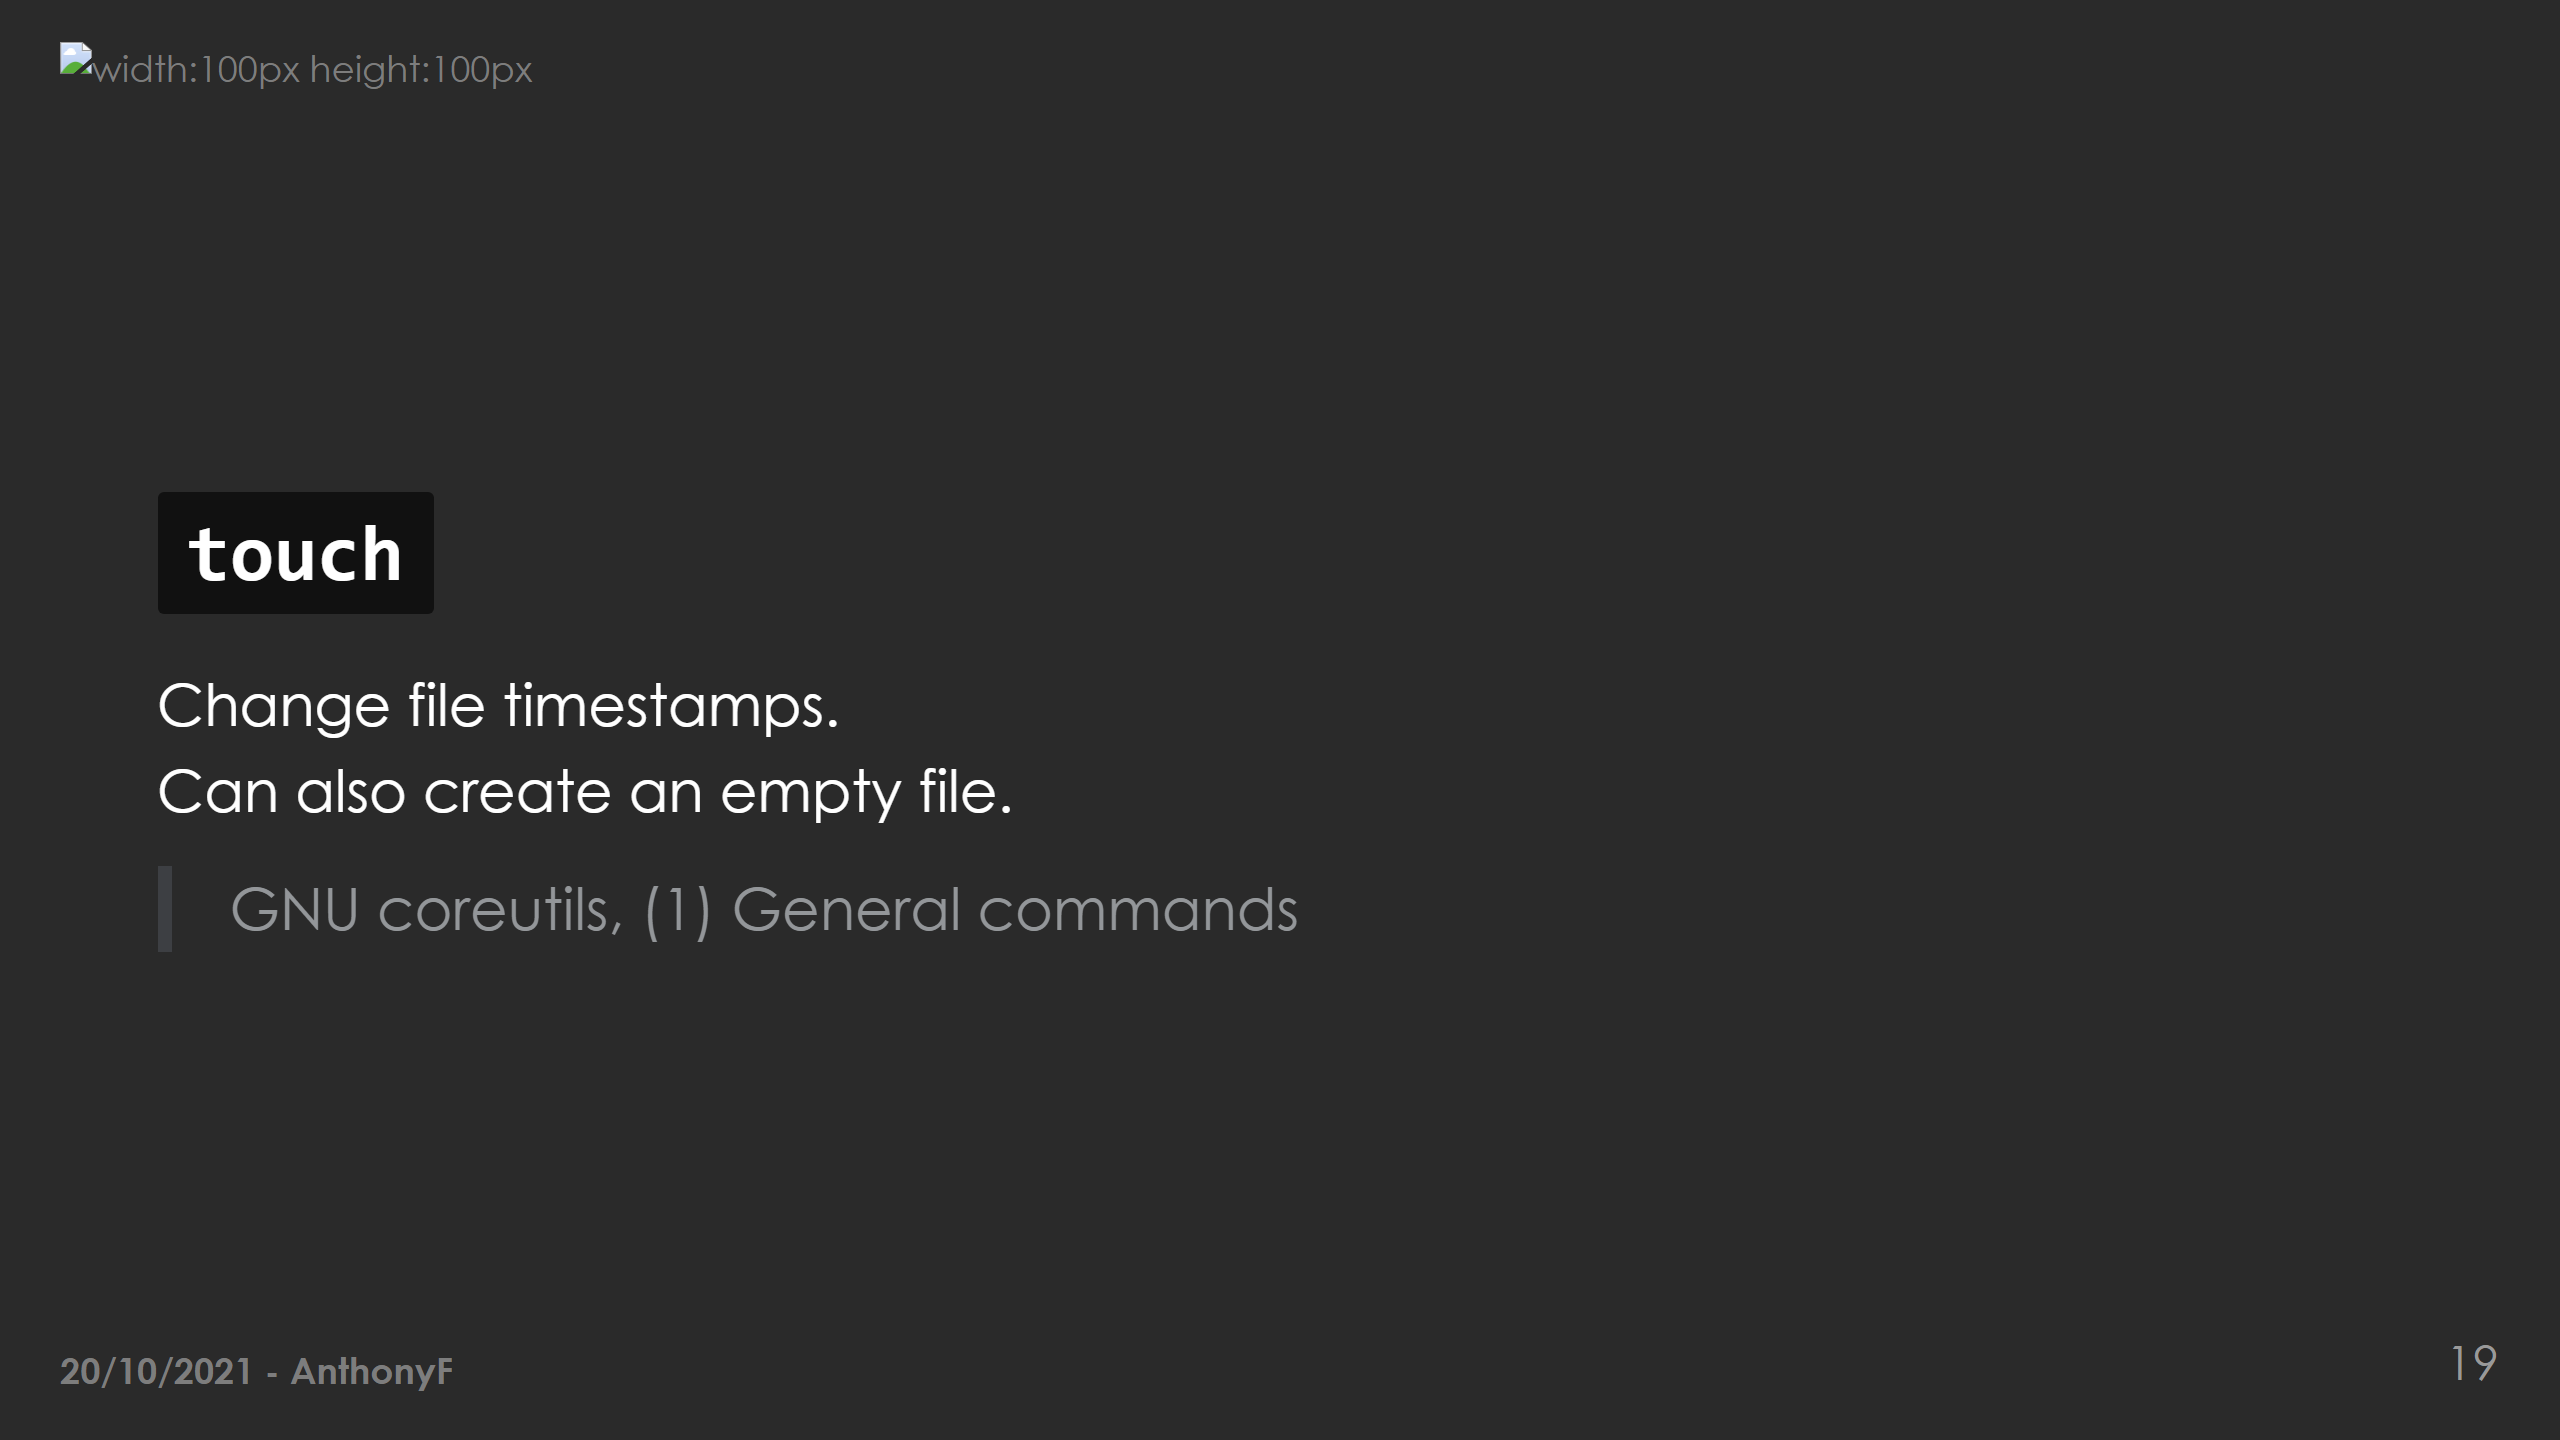 width:100px height:100px
touch
Change file timestamps.
Can also create an empty file.
GNU coreutils, (1) General commands
20/10/2021 - AnthonyF
19